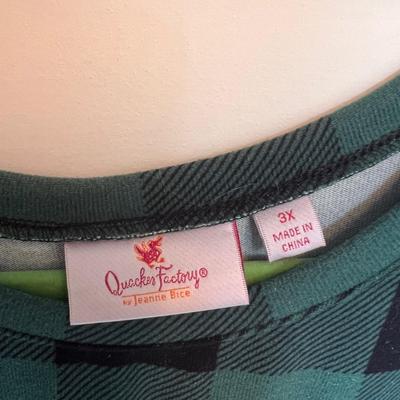 Quacker Factory®
by Jeanne Bice
3X
MADE IN
CHINA